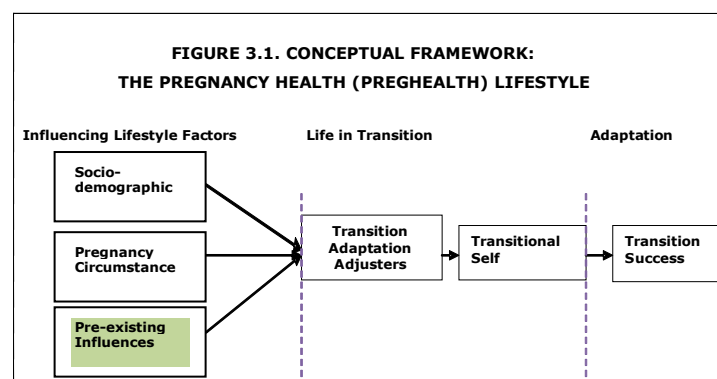 FIGURE 3.1. CONCEPTUAL FRAMEWORK:
THE PREGNANCY HEALTH (PREGHEALTH) LIFESTYLE
Influencing Lifestyle Factors
Life in Transition
Adaptation
Socio-
demographic
Pregnancy
Circumstance
Pre-existing
Influences
Transition
Adaptation
Adjusters
Transitional
Self
Transition
Success